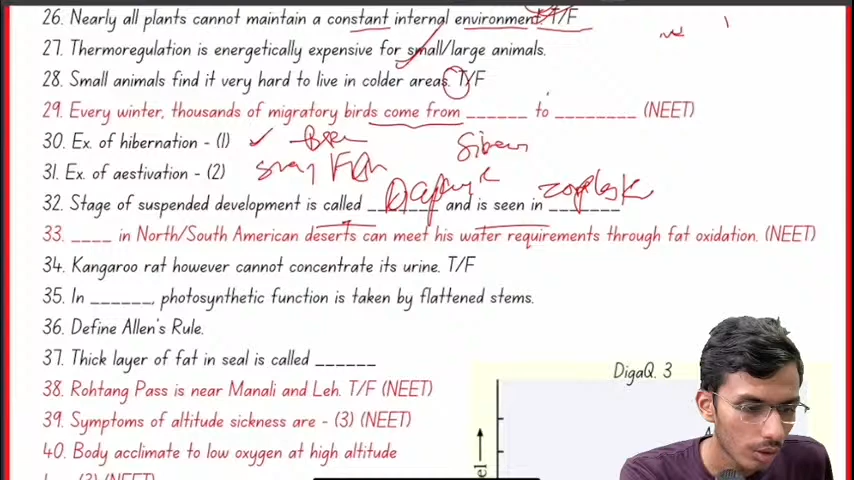 26. Nearly all plants cannot maintain a constant internal environment. T/F
27. Thermoregulation is energetically expensive for small/large animals.
28. Small animals find it very hard to live in colder areas. T/F
29. Every winter, thousands of migratory birds come from ______ to ________ (NEET)
30. Ex. of hibernation - (1)
31. Ex. of aestivation - (2)
32. Stage of suspended development is called ________ and is seen in ________
33. ____ in North/South American deserts can meet his water requirements through fat oxidation. (NEET)
34. Kangaroo rat however cannot concentrate its urine. T/F
35. In ______, photosynthetic function is taken by flattened stems.
36. Define Allen's Rule.
37. Thick layer of fat in seal is called ______
DigaQ. 3
38. Rohtang Pass is near Manali and Leh. T/F (NEET)
39. Symptoms of altitude sickness are - (3) (NEET)
40. Body acclimate to low oxygen at high altitude
(3) (NEET)